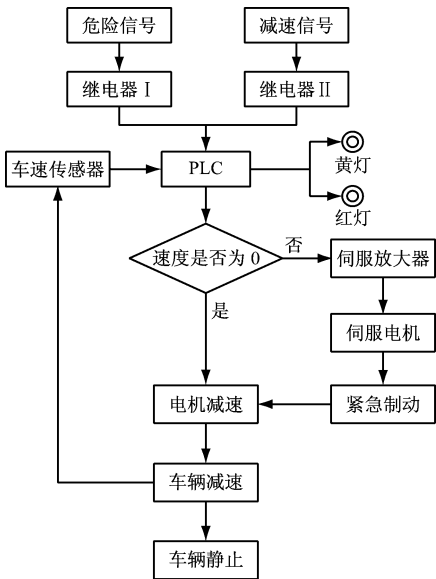 危险信号
减速信号
继电器Ⅰ
继电器Ⅱ
车速传感器
PLC
黄灯
红灯
速度是否为0
否
伺服放大器
是
伺服电机
电机减速
紧急制动
车辆减速
车辆静止